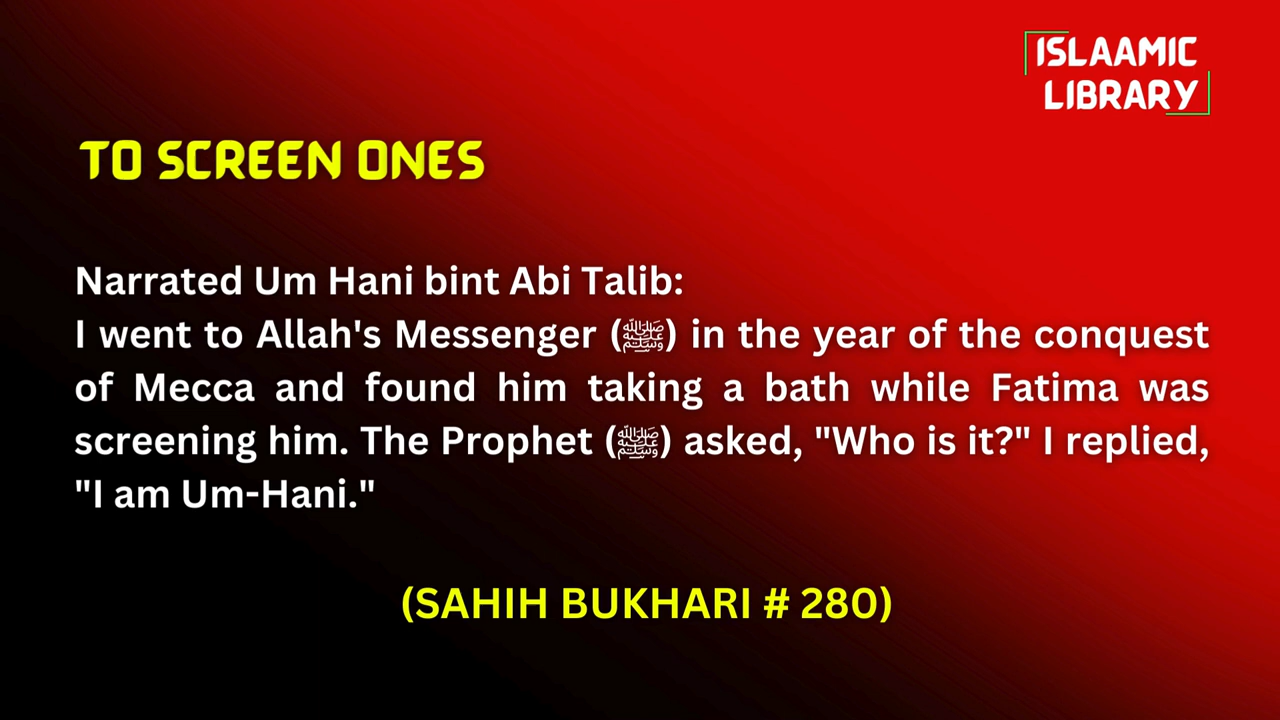 ISLAAMIC
LIBRARY
TO SCREEN ONES
Narrated Um Hani bint Abi Talib:
I went to Allah's Messenger (ﷺ) in the year of the conquest
of Mecca and found him taking a bath while Fatima was
screening him. The Prophet (ﷺ) asked, "Who is it?" I replied,
"I am Um-Hani."
(SAHIH BUKHARI # 280)